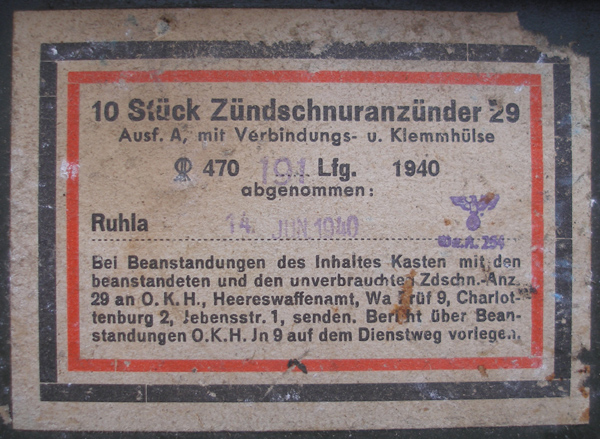 10 Stück Zündschnuranzünder 29
Ausf. A, mit Verbindungs- u. Klemmhülse
470 191 Lfg. 1940
abgenommen:
Ruhla 14. JUN 1940
Wa.A.
Bei Beanstandungen des Inhaltes Kasten mit den
beanstandeten und den unverbrauchten Zdschn.-Anz.
29 an O.K.H., Heereswaffenamt, Wa Prüf 9, Charlot-
tenburg 2, Jebensstr. 1, senden. Bericht über Bean-
standungen O.K.H. Jn 9 auf dem Dienstweg vorlegen.